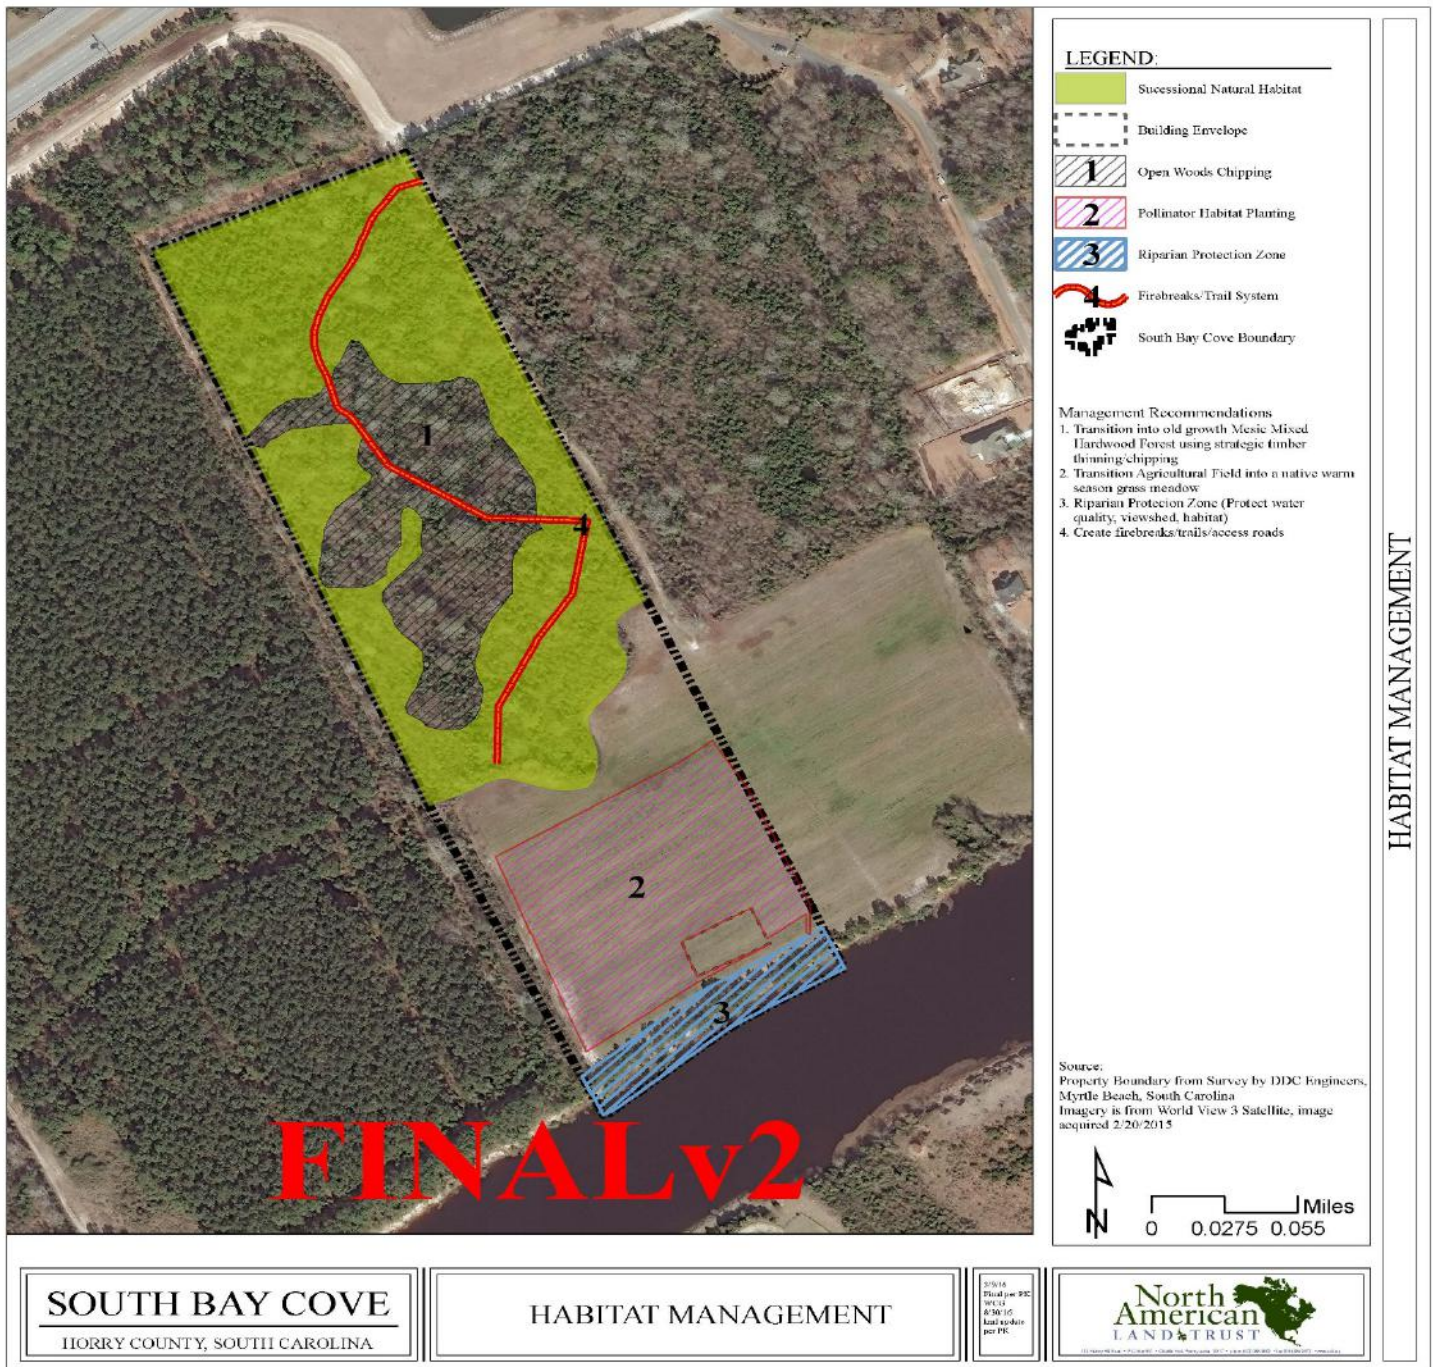 LEGEND:
Sucessional Natural Habitat
Building Envelope
1 Open Woods Chipping
2 Pollinator Habitat Planting
3 Riparian Protection Zone
4 Firebreaks/Trail System
South Bay Cove Boundary
Management Recommendations
1. Transition into old growth Mesic Mixed
Hardwood Forest using strategic timber
thinning/chipping
2. Transition Agricultural Field into a native warm
season grass meadow
3. Riparian Protecion Zone (Protect water
quality, viewshed, habitat)
4. Create firebreaks/trails/access roads
1
4
2
3
FINALv2
HABITAT MANAGEMENT
Source:
Property Boundary from Survey by DDC Engineers,
Myrtle Beach, South Carolina
Imagery is from World View 3 Satellite, image
acquired 2/20/2015
N
Miles
0 0.0275 0.055
SOUTH BAY COVE
HORRY COUNTY, SOUTH CAROLINA
HABITAT MANAGEMENT
Final per PK
per PK
North
American
LAND TRUST